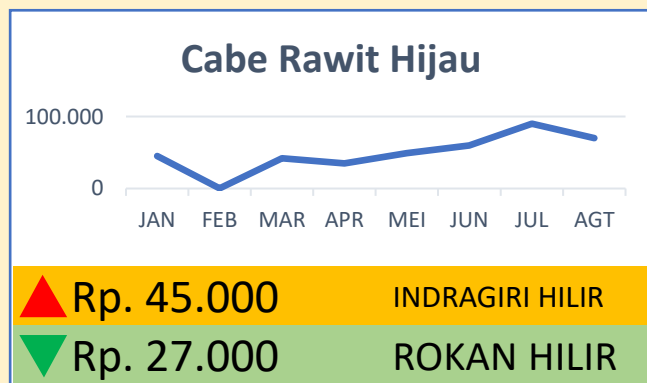 Cabe Rawit Hijau
100.000
0
JAN FEB MAR APR MEI JUN JUL AGT
Rp. 45.000 INDRAGIRI HILIR
Rp. 27.000 ROKAN HILIR